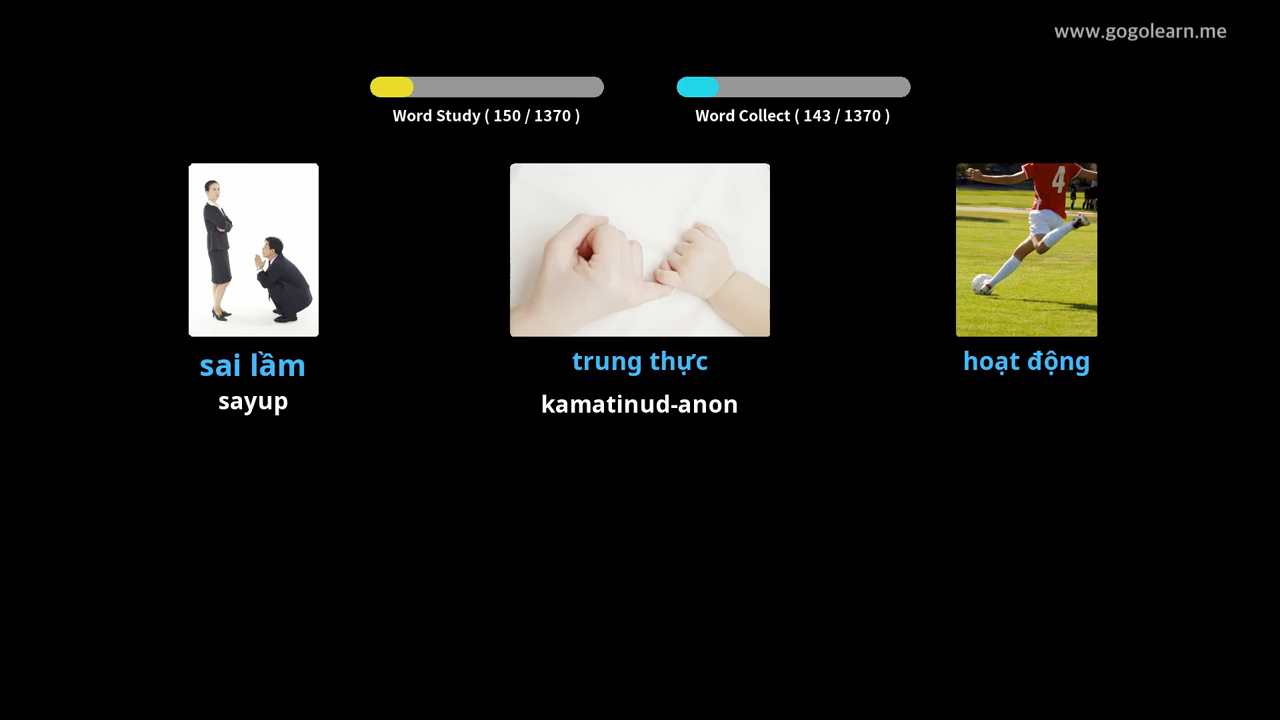 www.gogolearn.me
Word Study ( 150 / 1370 )
Word Collect ( 143 / 1370 )
4
sai lầm
sayup
trung thực
kamatinud-anon
hoạt động